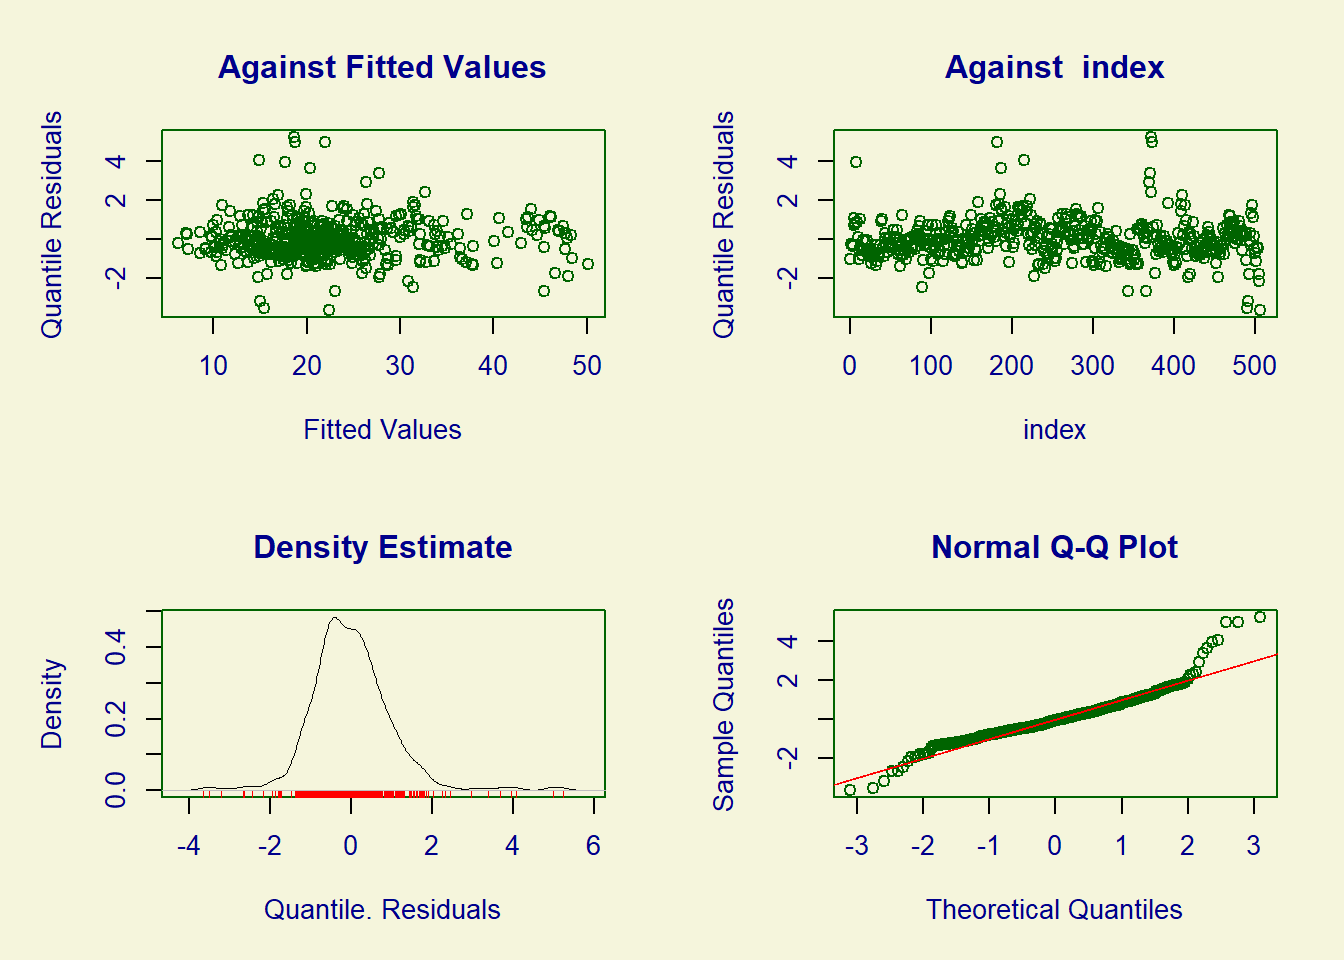 Against Fitted Values
Quantile Residuals
4
2
-2
10 20 30 40 50
Fitted Values
Against  index
Quantile Residuals
4
2
-2
0 100 200 300 400 500
index
Density Estimate
Density
0.4
0.2
0.0
-4 -2 0 2 4 6
Quantile. Residuals
Normal Q-Q Plot
Sample Quantiles
4
2
-2
-3 -2 -1 0 1 2 3
Theoretical Quantiles